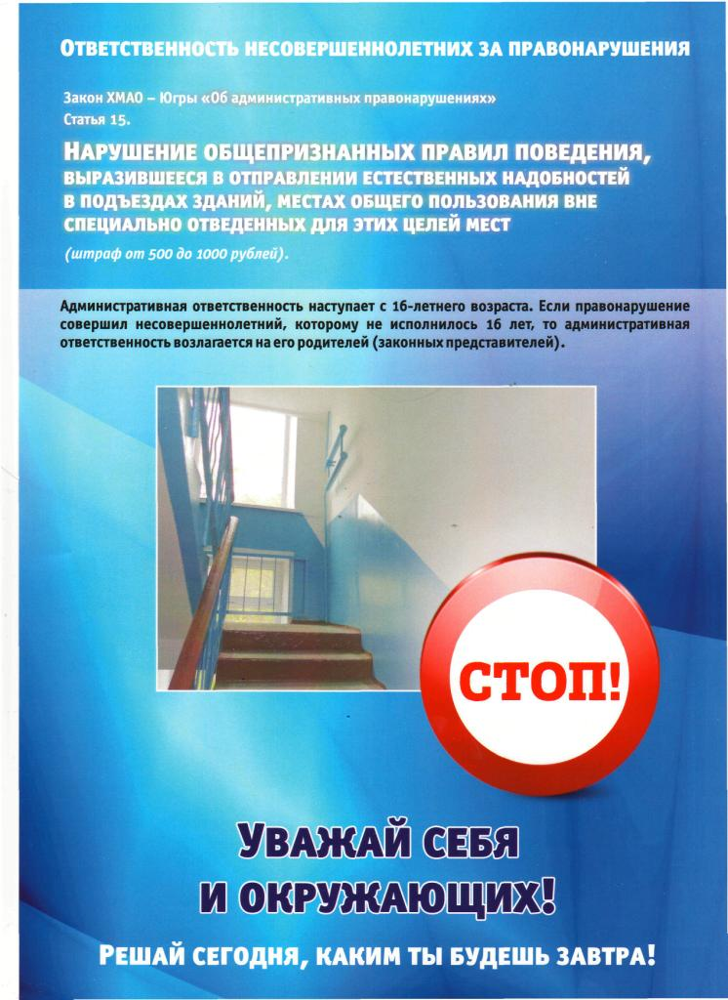 Ответственность несовершеннолетних за правонарушения
Закон ХМАО – Югры «Об административных правонарушениях»
Статья 15.
Нарушение общепризнанных правил поведения,
выразившееся в отправлении естественных надобностей
в подъездах зданий, местах общего пользования вне
специально отведенных для этих целей мест
(штраф от 500 до 1000 рублей).
Административная ответственность наступает с 16-летнего возраста. Если правонарушение
совершил несовершеннолетний, которому не исполнилось 16 лет, то административная
ответственность возлагается на его родителей (законных представителей).
СТОП!
Уважай себя
и окружающих!
Решай сегодня, каким ты будешь завтра!